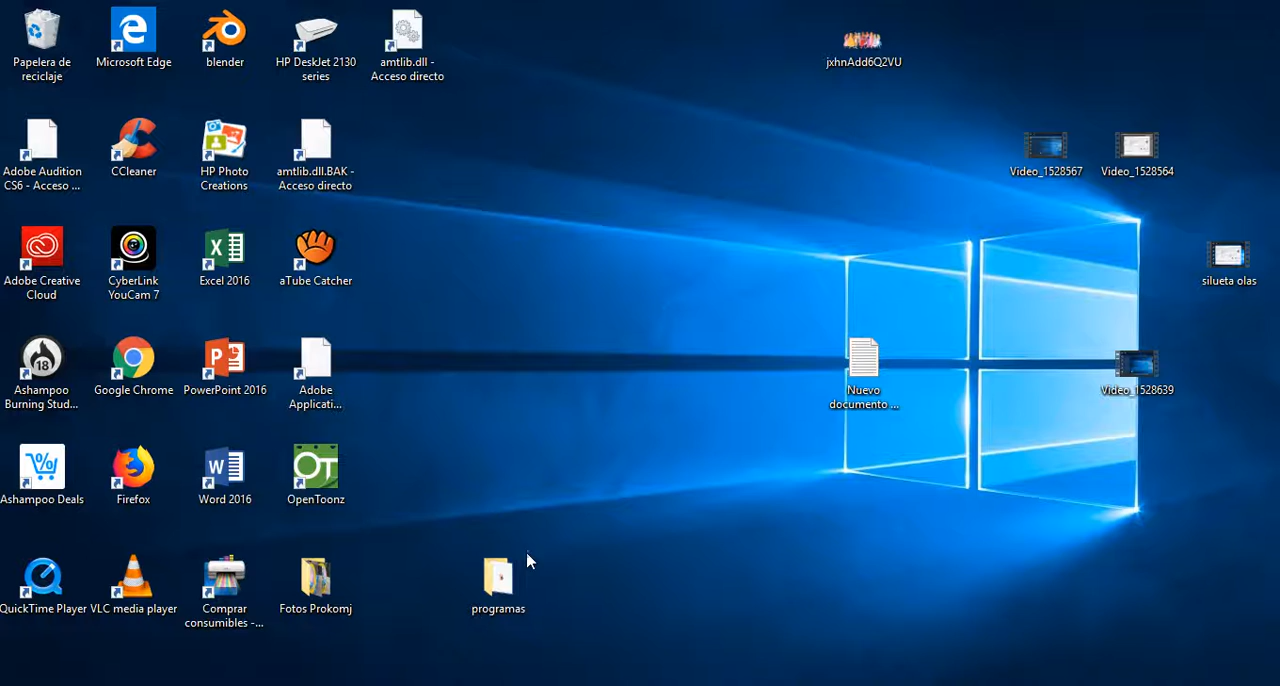 Papelera de
reciclaje
Microsoft Edge
blender
HP DeskJet 2130
series
amtlib.dll -
Acceso directo
jxhnAdd6Q2VU
Adobe Audition
CS6 - Acceso ...
CCleaner
HP Photo
Creations
amtlib.dll.BAK -
Acceso directo
Video_1528567
Video_1528564
Adobe Creative
Cloud
CyberLink
YouCam 7
X
Excel 2016
aTube Catcher
silueta olas
18
Ashampoo
Burning Stud...
Google Chrome
P
PowerPoint 2016
Adobe
Applicati...
Nuevo
documento ...
Video_1528639
%
Ashampoo Deals
Firefox
W
Word 2016
OT
OpenToonz
QuickTime Player
VLC media player
Comprar
consumibles -...
Fotos Prokomj
programas